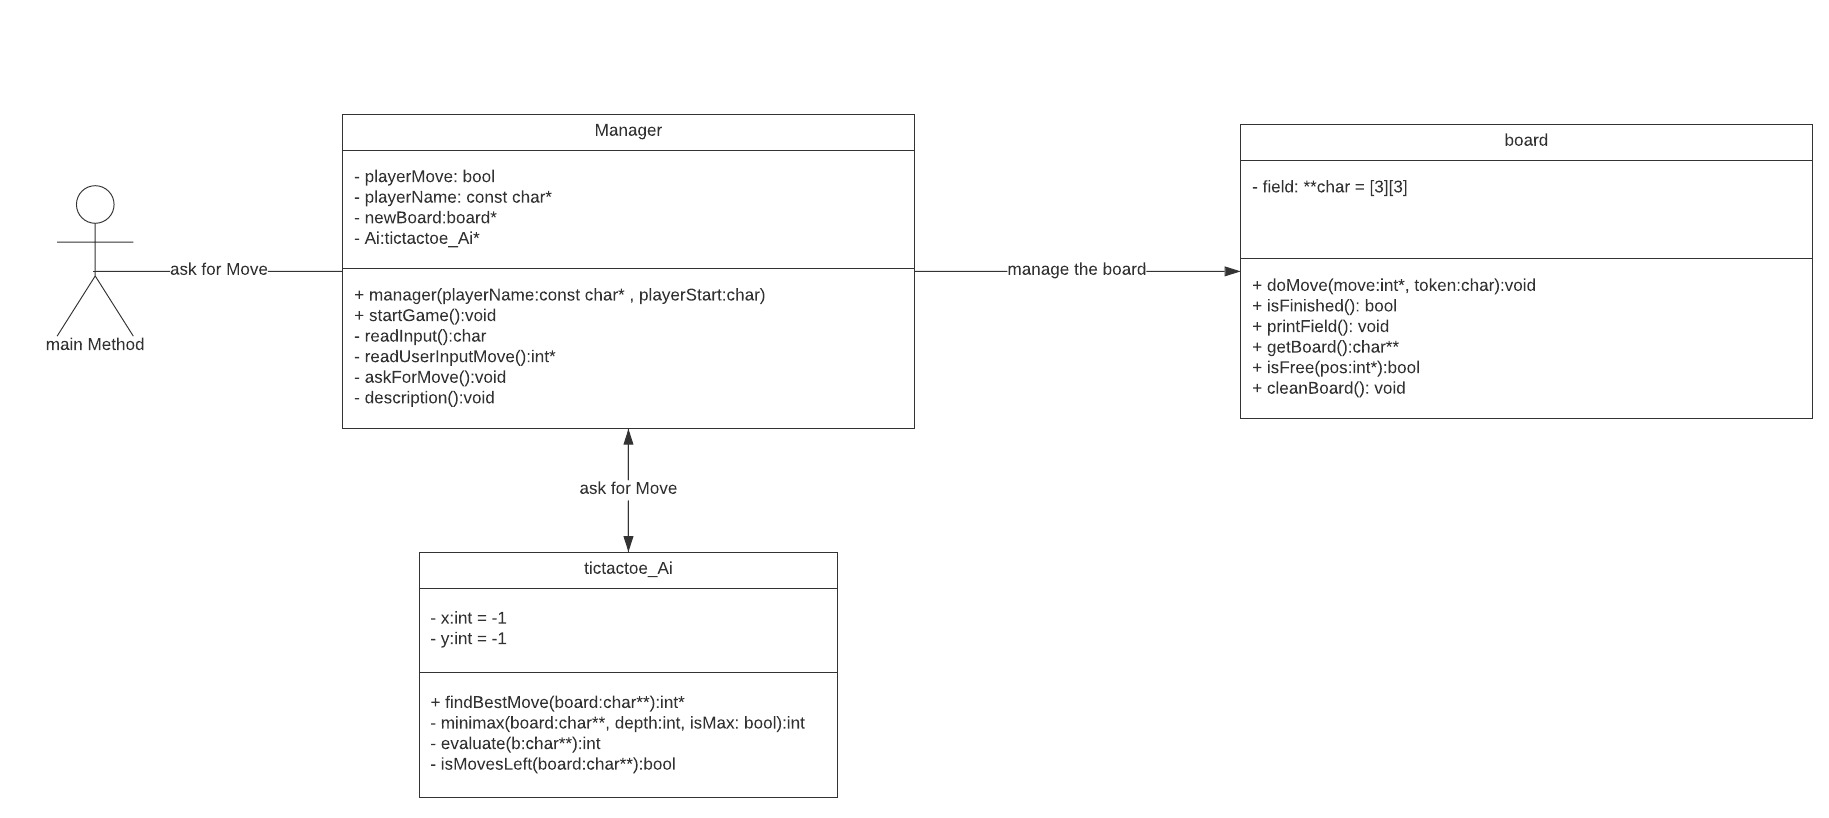 Manager
- playerMove: bool
- playerName: const char*
- newBoard:board*
- Ai:tictactoe_Ai*
+ manager(playerName:const char* , playerStart:char)
+ startGame():void
- readInput():char
- readUserInputMove():int*
- askForMove():void
- description():void
board
- field: **char = [3][3]
+ doMove(move:int*, token:char):void
+ isFinished(): bool
+ printField(): void
+ getBoard():char**
+ isFree(pos:int*):bool
+ cleanBoard(): void
ask for Move
manage the board
main Method
ask for Move
tictactoe_Ai
- x:int = -1
- y:int = -1
+ findBestMove(board:char**):int*
- minimax(board:char**, depth:int, isMax: bool):int
- evaluate(b:char**):int
- isMovesLeft(board:char**):bool